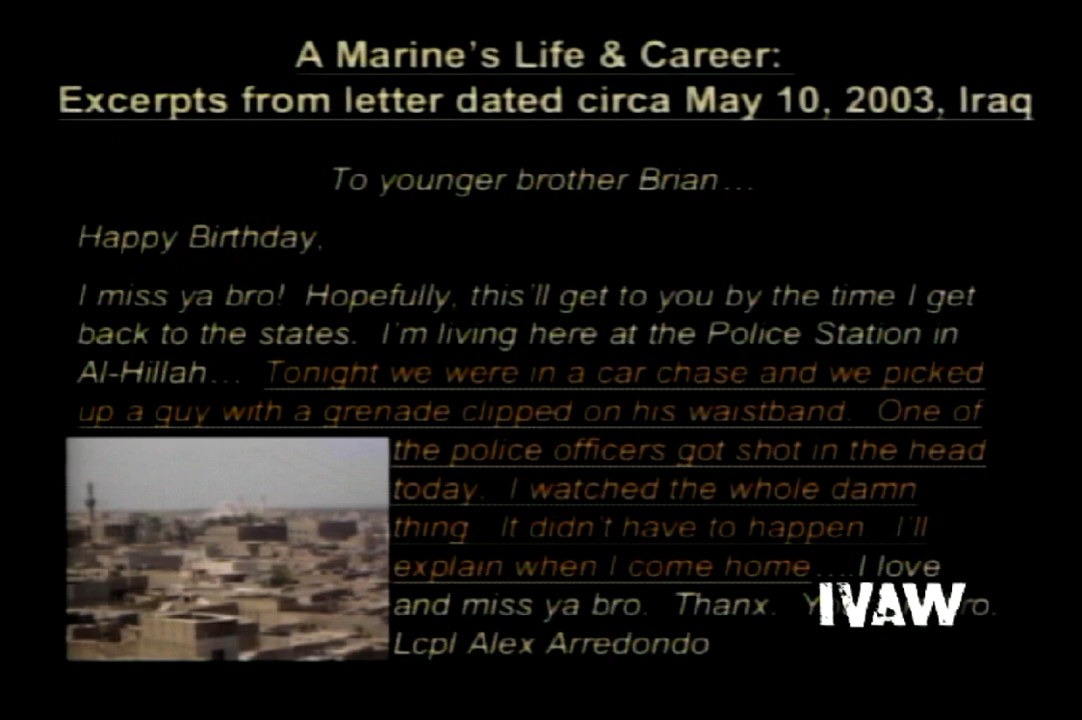 A Marine's Life & Career:
Excerpts from letter dated circa May 10, 2003, Iraq
To younger brother Brian...
Happy Birthday,
I miss ya bro! Hopefully, this'll get to you by the time I get
back to the states. I'm living here at the Police Station in
Al-Hillah... Tonight we were in a car chase and we picked
up a guy with a grenade clipped on his waistband. One of
the police officers got shot in the head
today. I watched the whole damn
thing. It didn't have to happen. I'll
explain when I come home....I love
and miss ya bro. Thanx.
Lcpl Alex Arredondo
IVAW